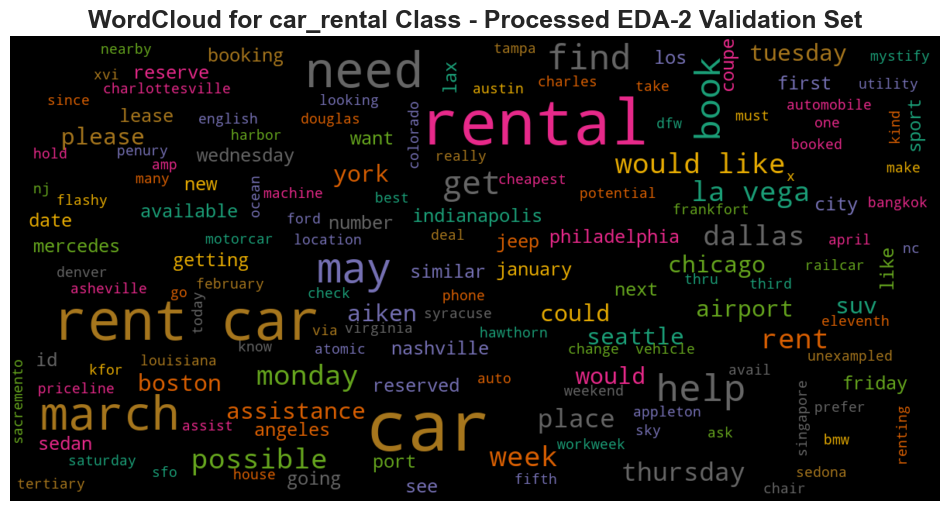 WordCloud for car_rental Class - Processed EDA-2 Validation Set
nearby
xvi
booking
reserve
charlottesville
need
tampa
find
los
book
coupe
tuesday
mystify
since
looking
lax
austin
charles
take
first
utility
lease
english
douglas
rental
dfw
must
automobile
one
kind
sport
please
harbor
want
colorado
booked
hold
penury
amp
wednesday
really
would like
x
make
nj
many
new
machine
york
get
cheapest
potential
la vega
city
bangkok
flashy
ocean
best
frankfort
date
available
ford
number
indianapolis
mercedes
motorcar
location
deal
jeep
philadelphia
dallas
april
nc
denver
getting
may
similar
january
chicago
railcar
like
asheville
february
check
phone
next
thru
third
go
today
rent car
via
virginia
aiken
syracuse
could
airport
suv
eleventh
know
atomic
nashville
hawthorn
seattle
rent
id
louisiana
change
vehicle
unexampled
sacremento
kfor
priceline
boston
monday
reserved
auto
would
weekend
help
avail
friday
march
assistance
car
place
appleton
singapore
prefer
renting
assist
angeles
sky
ask
bmw
sedan
workweek
saturday
sfo
possible
port
week
thursday
sedona
tertiary
house
going
see
fifth
chair